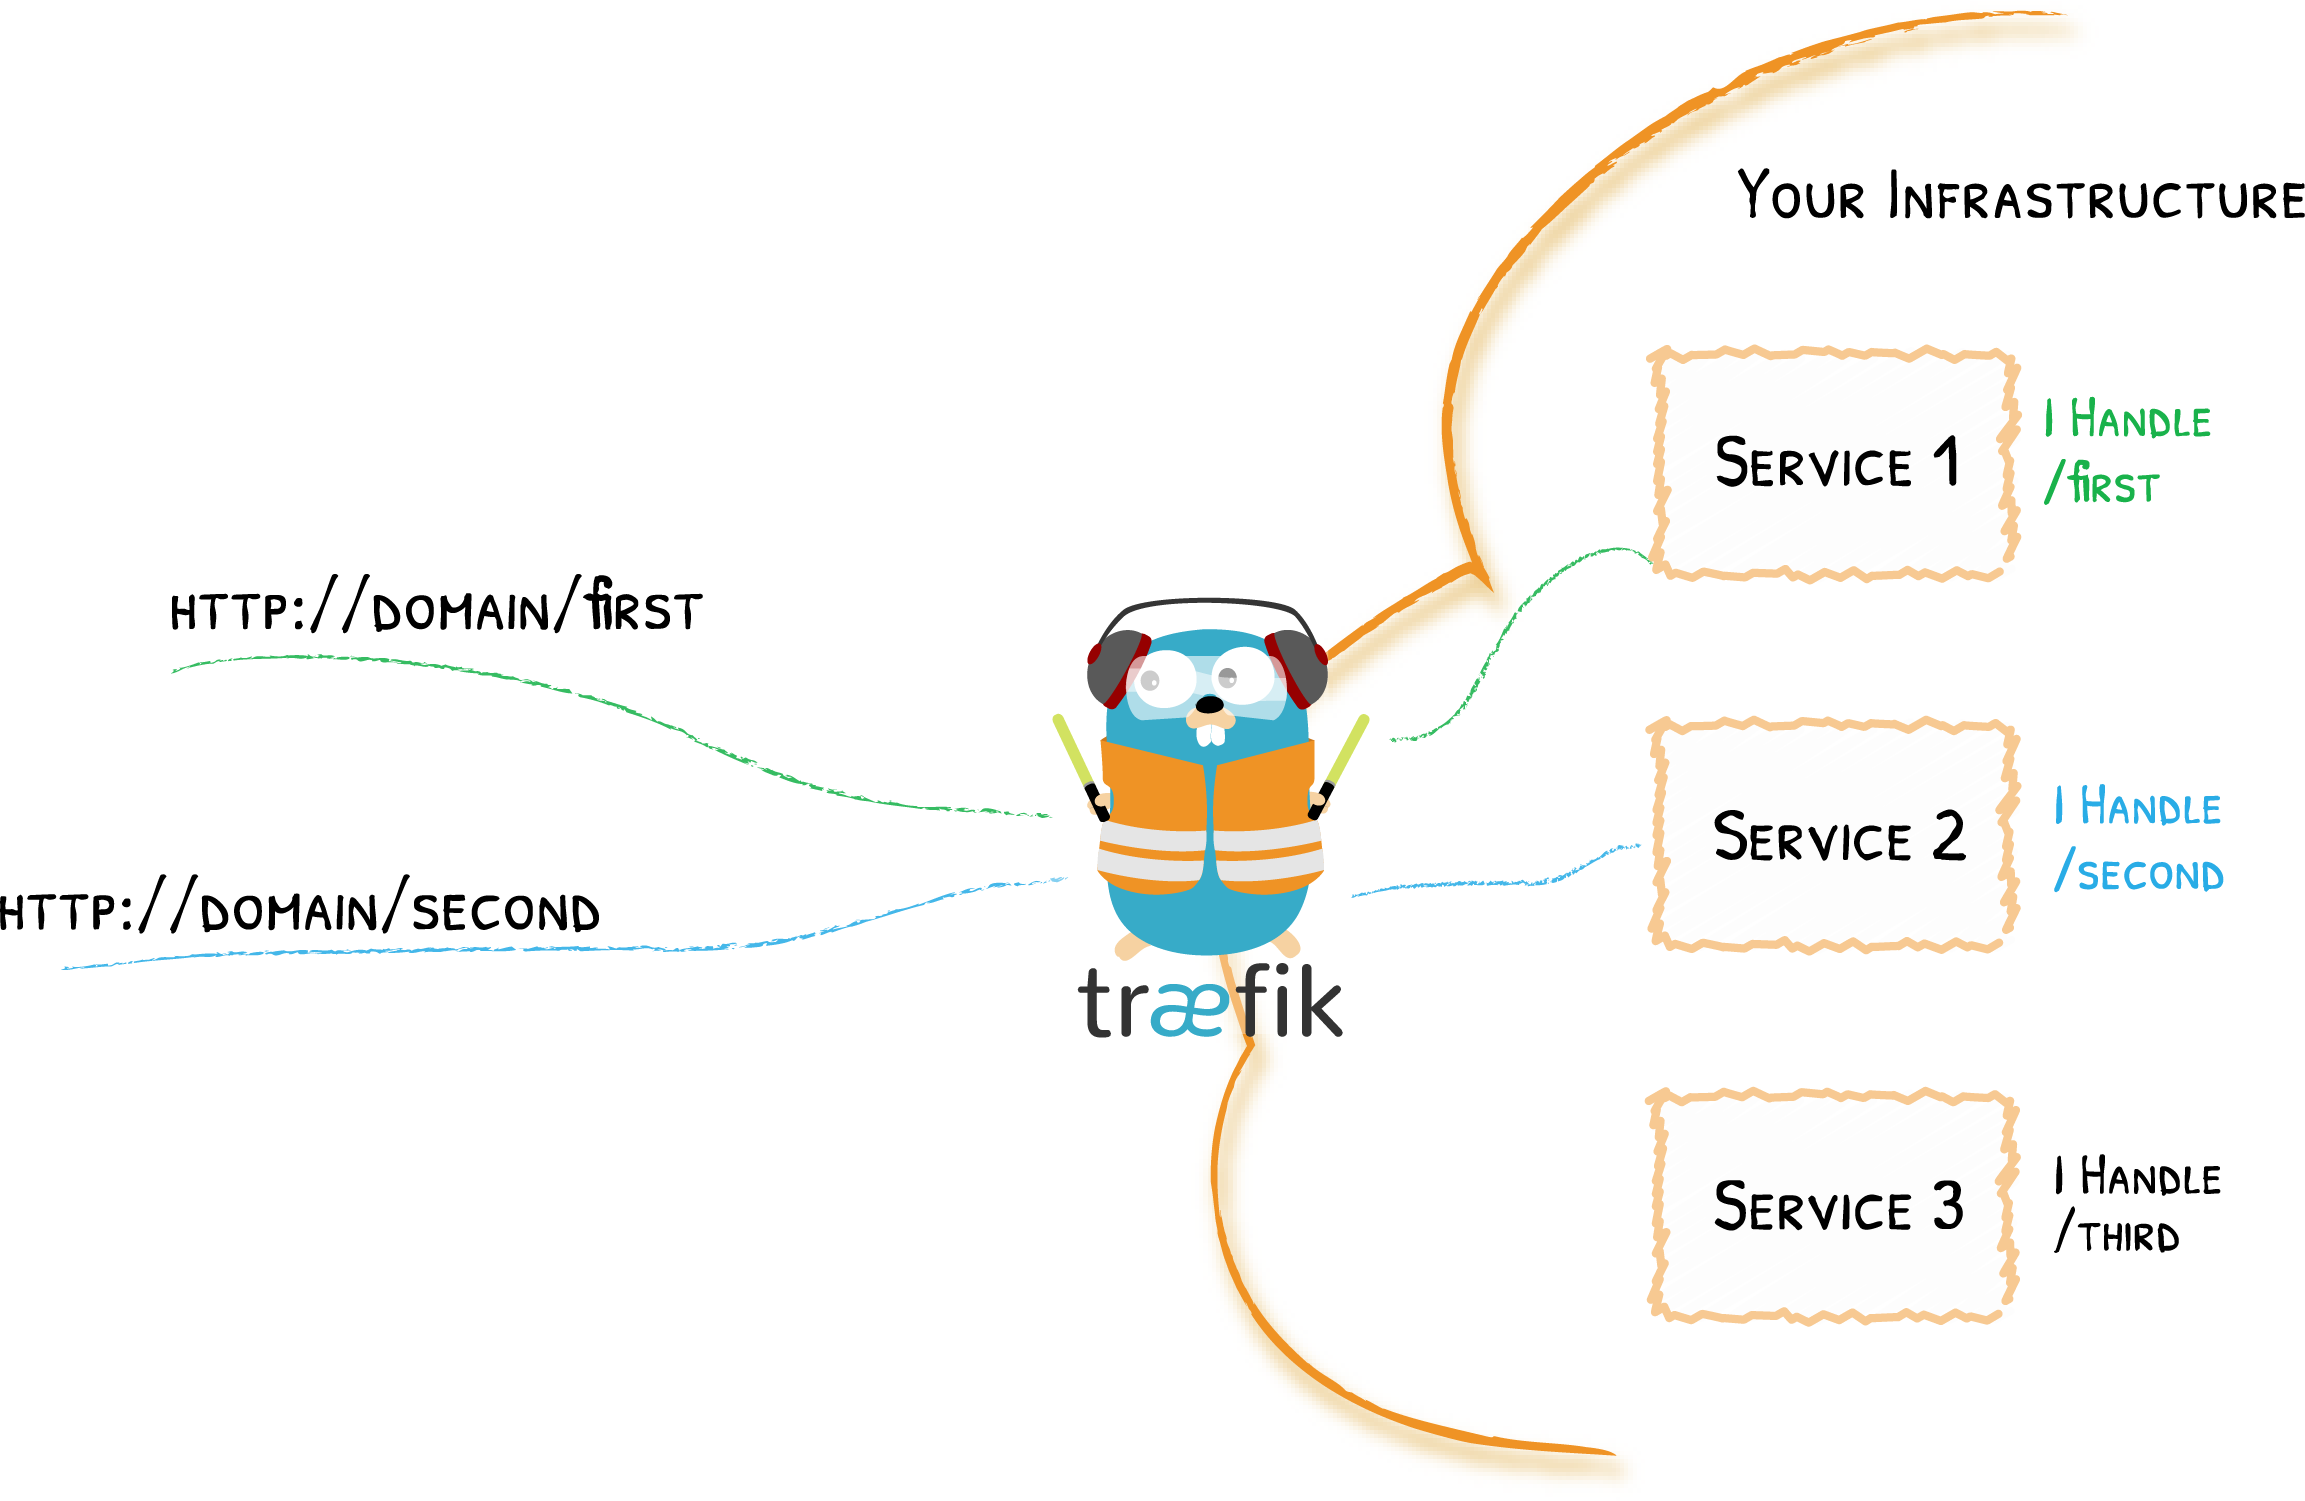 Your Infrastructure
Service 1
I Handle
/first
http://domain/first
Service 2
I Handle
/second
http://domain/second
træfik
Service 3
I Handle
/third